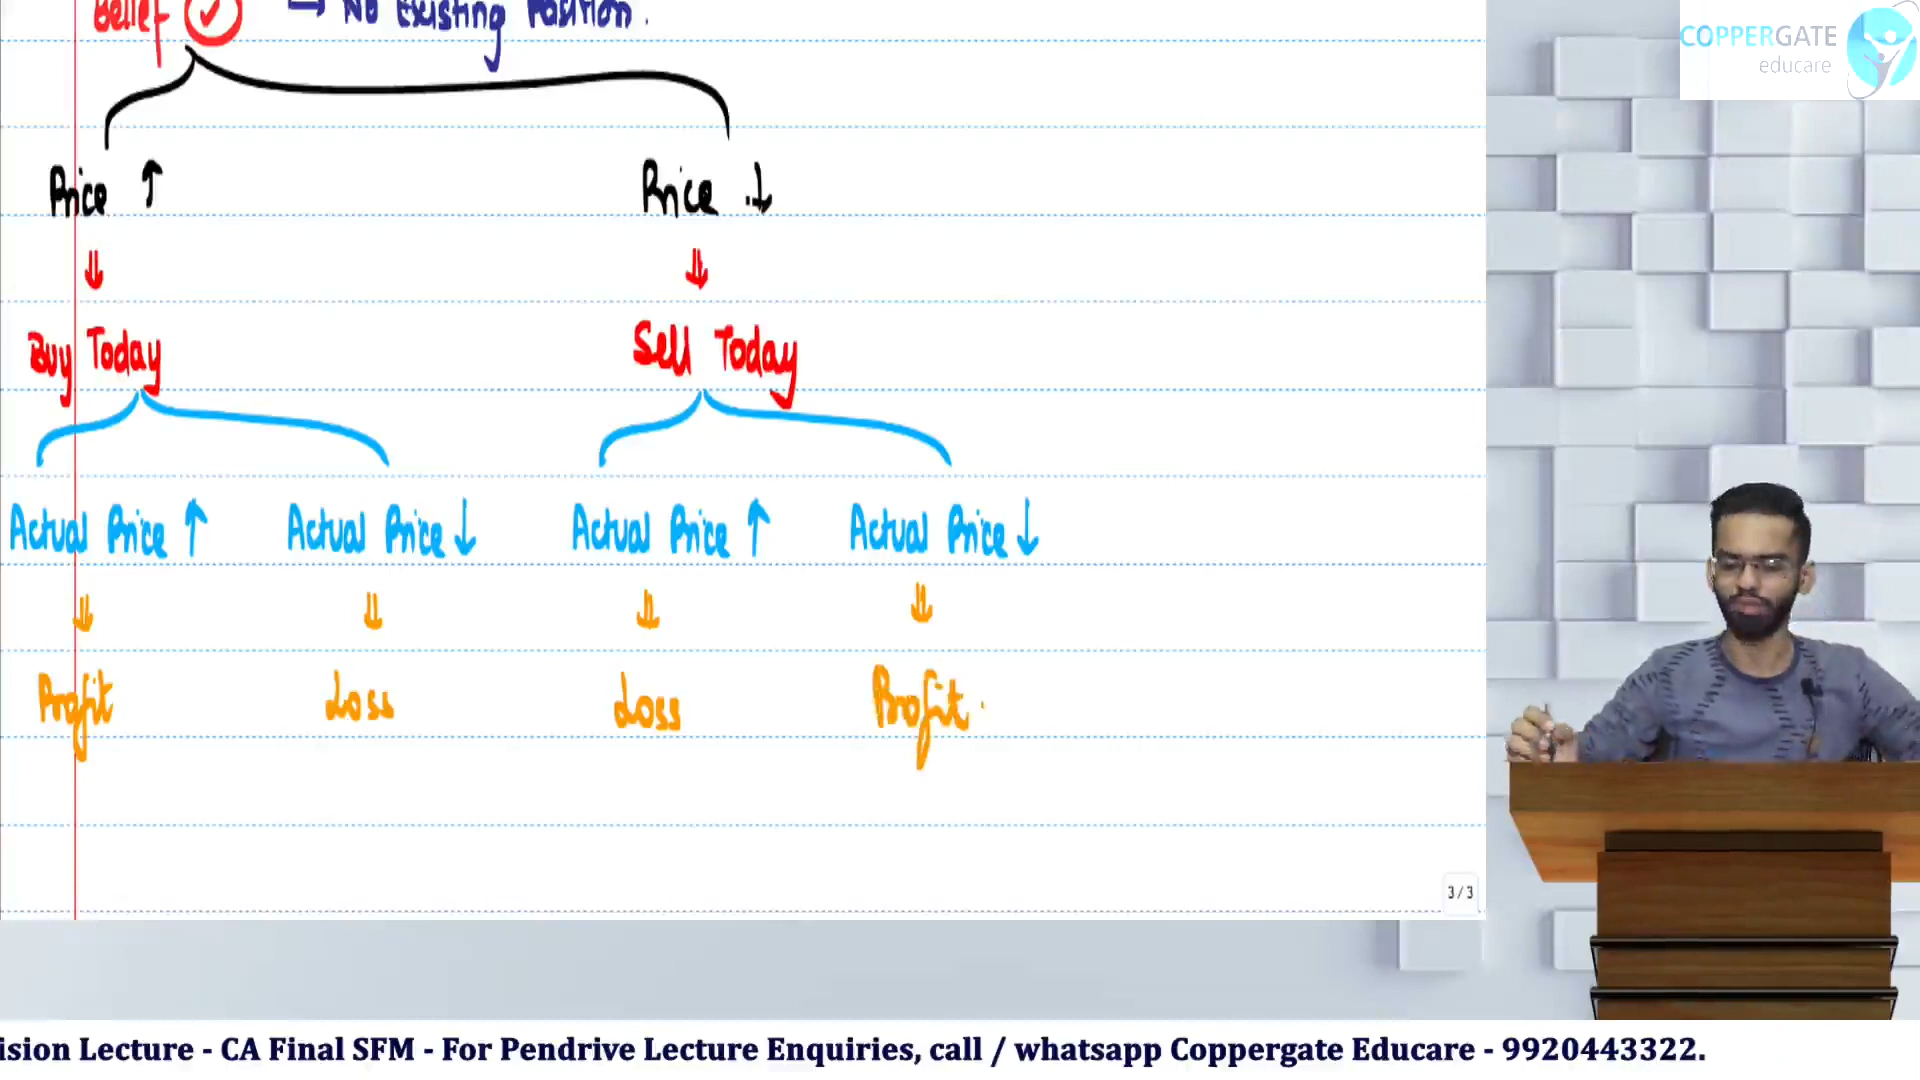 Belief ✓ → No Existing Position.
COPPERGATE
educare
Price ↑ Price ↓
⇓ ⇓
Buy Today Sell Today
Actual Price ↑ Actual Price ↓ Actual Price ↑ Actual Price ↓
⇓ ⇓ ⇓ ⇓
Profit Loss Loss Profit.
3/3
ision Lecture - CA Final SFM - For Pendrive Lecture Enquiries, call / whatsapp Coppergate Educare - 9920443322.